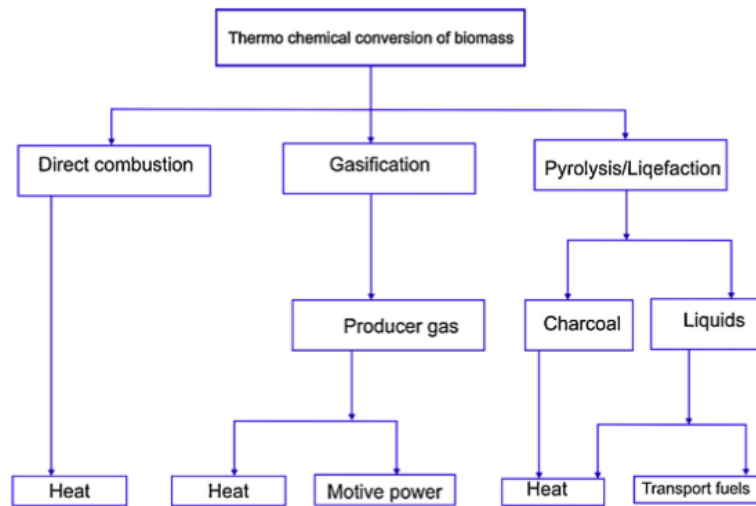 Thermo chemical conversion of biomass
Direct combustion
Gasification
Pyrolysis/Liqefaction
Producer gas
Charcoal
Liquids
Heat
Heat
Motive power
Heat
Transport fuels